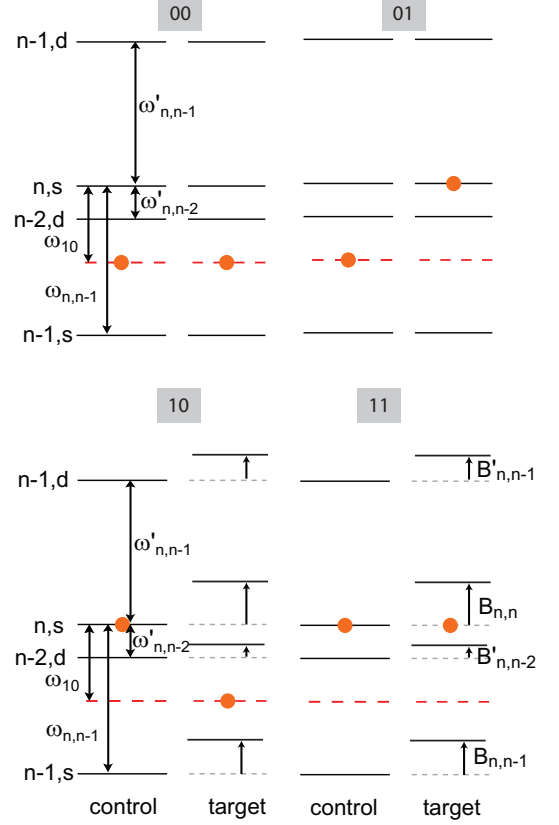 00
01
n-1,d
ω'n,n-1
n,s
n-2,d
ω'n,n-2
ω10
ωn,n-1
n-1,s
10
11
n-1,d
B'n,n-1
ω'n,n-1
n,s
Bn,n
n-2,d
ω'n,n-2
B'n,n-2
ω10
ωn,n-1
n-1,s
Bn,n-1
control
target
control
target